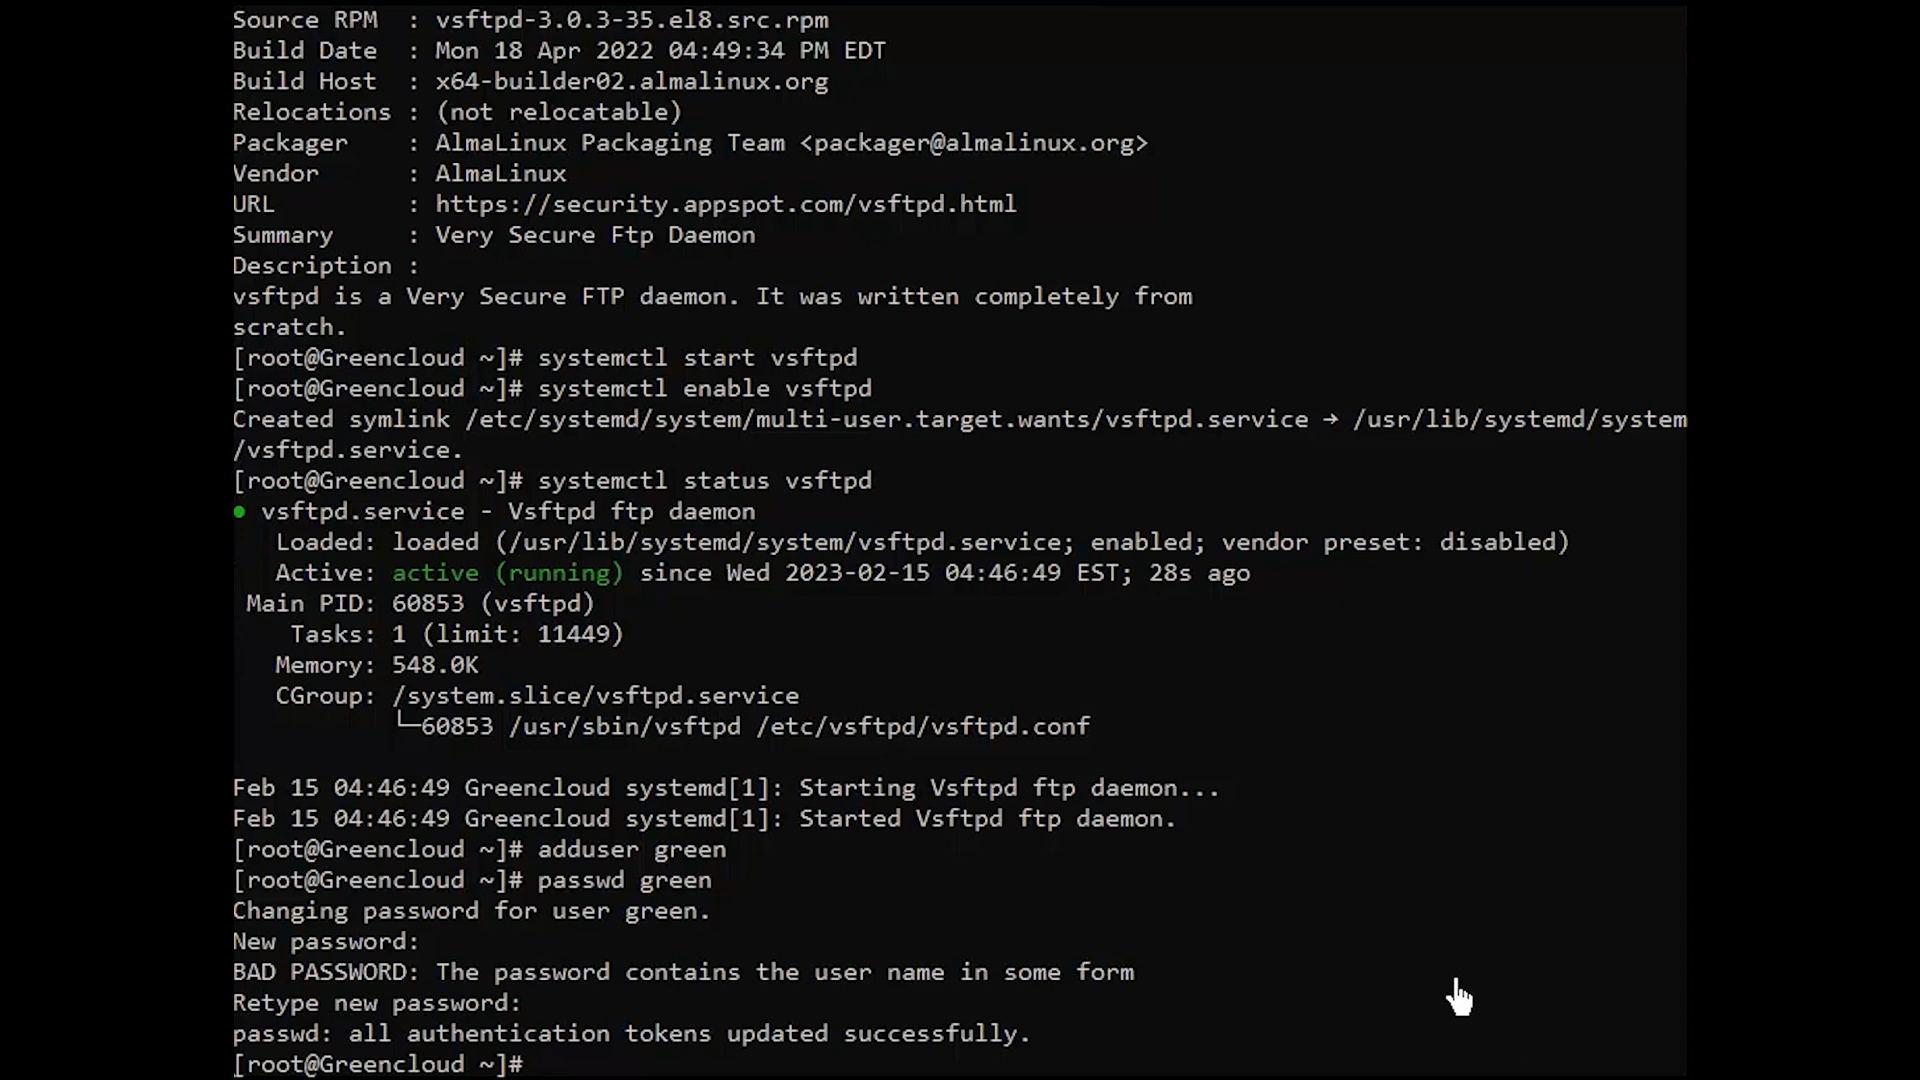 Source RPM  : vsftpd-3.0.3-35.el8.src.rpm
Build Date  : Mon 18 Apr 2022 04:49:34 PM EDT
Build Host  : x64-builder02.almalinux.org
Relocations : (not relocatable)
Packager    : AlmaLinux Packaging Team <packager@almalinux.org>
Vendor      : AlmaLinux
URL         : https://security.appspot.com/vsftpd.html
Summary     : Very Secure Ftp Daemon
Description :
vsftpd is a Very Secure FTP daemon. It was written completely from
scratch.
[root@Greencloud ~]# systemctl start vsftpd
[root@Greencloud ~]# systemctl enable vsftpd
Created symlink /etc/systemd/system/multi-user.target.wants/vsftpd.service → /usr/lib/systemd/system
/vsftpd.service.
[root@Greencloud ~]# systemctl status vsftpd
● vsftpd.service - Vsftpd ftp daemon
   Loaded: loaded (/usr/lib/systemd/system/vsftpd.service; enabled; vendor preset: disabled)
   Active: active (running) since Wed 2023-02-15 04:46:49 EST; 28s ago
 Main PID: 60853 (vsftpd)
    Tasks: 1 (limit: 11449)
   Memory: 548.0K
   CGroup: /system.slice/vsftpd.service
           └─60853 /usr/sbin/vsftpd /etc/vsftpd/vsftpd.conf

Feb 15 04:46:49 Greencloud systemd[1]: Starting Vsftpd ftp daemon...
Feb 15 04:46:49 Greencloud systemd[1]: Started Vsftpd ftp daemon.
[root@Greencloud ~]# adduser green
[root@Greencloud ~]# passwd green
Changing password for user green.
New password:
BAD PASSWORD: The password contains the user name in some form
Retype new password:
passwd: all authentication tokens updated successfully.
[root@Greencloud ~]#